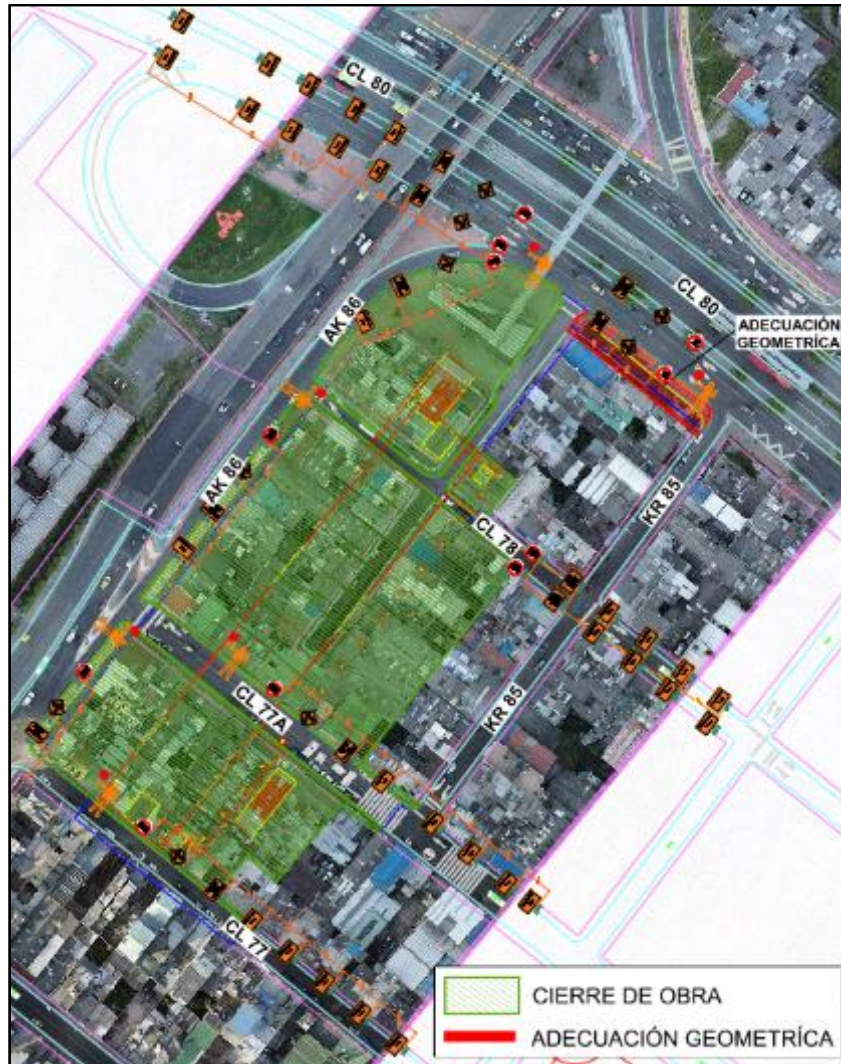 CL 80
CL 80
ADECUACIÓN
GEOMETRÍCA
AK 86
AK 86
KR 85
CL 78
KR 85
CL 77A
CL 77
CIERRE DE OBRA
ADECUACIÓN GEOMETRÍCA